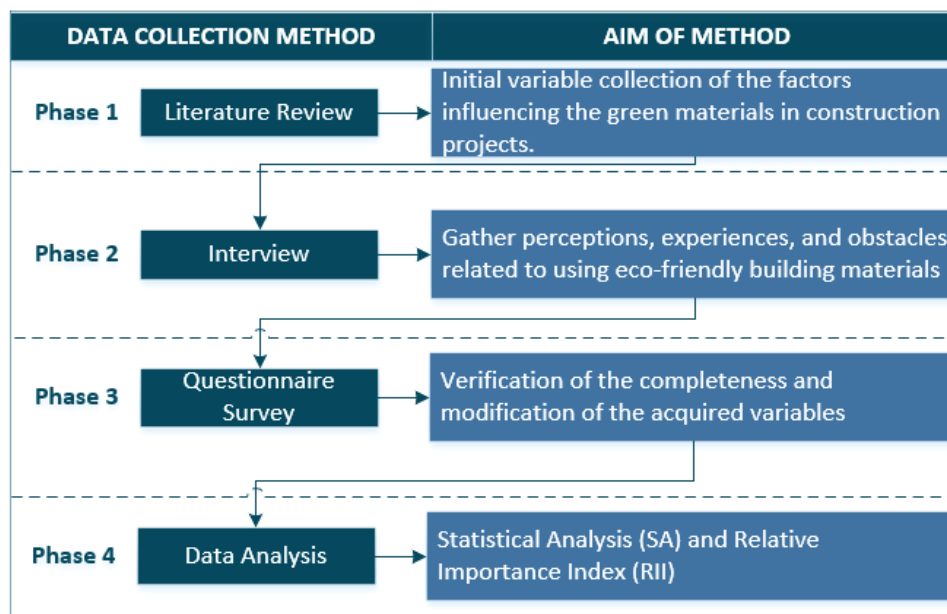 DATA COLLECTION METHOD
AIM OF METHOD
Phase 1
Literature Review
Initial variable collection of the factors
influencing the green materials in construction
projects.
Phase 2
Interview
Gather perceptions, experiences, and obstacles
related to using eco-friendly building materials
Phase 3
Questionnaire
Survey
Verification of the completeness and
modification of the acquired variables
Phase 4
Data Analysis
Statistical Analysis (SA) and Relative
Importance Index (RII)